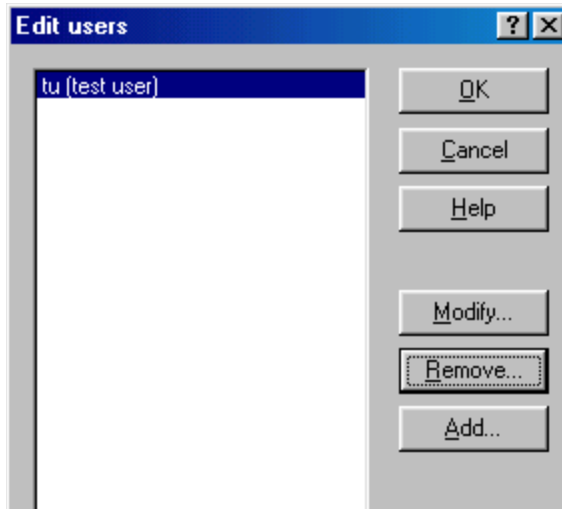 Edit users
tu (test user)
OK
Cancel
Help
Modify...
Remove...
Add...